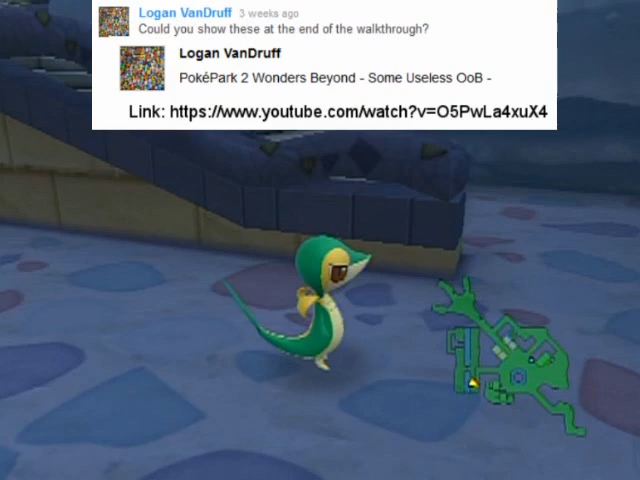 Logan VanDruff 3 weeks ago
Could you show these at the end of the walkthrough?
Logan VanDruff
PokéPark 2 Wonders Beyond - Some Useless OoB -
Link: https://www.youtube.com/watch?v=O5PwLa4xuX4